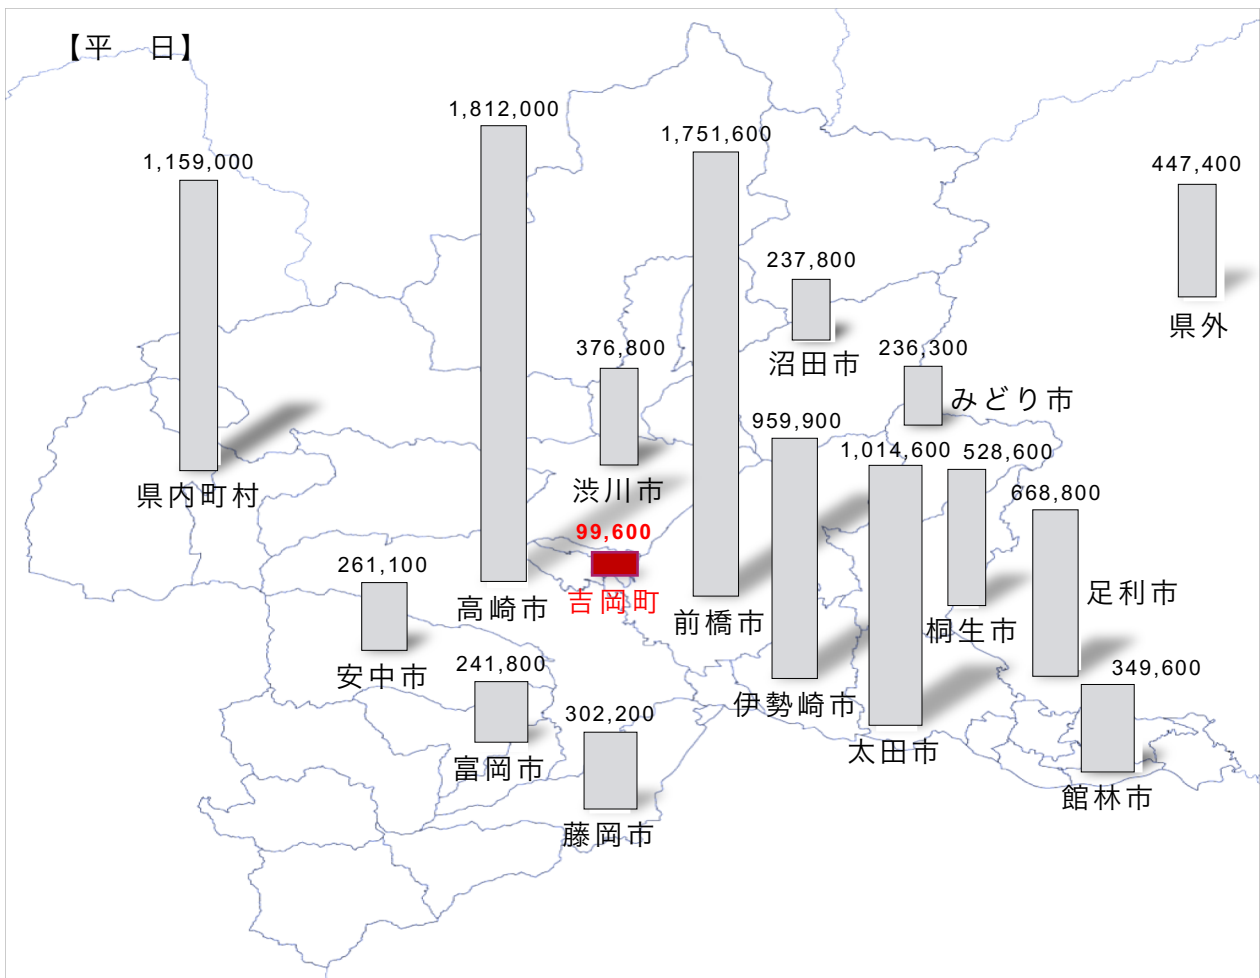 【平　日】
1,812,000
高崎市
1,751,600
前橋市
1,159,000
県内町村
447,400
県外
237,800
沼田市
376,800
渋川市
236,300
みどり市
959,900
伊勢崎市
1,014,600
太田市
528,600
桐生市
668,800
足利市
99,600
吉岡町
261,100
安中市
241,800
富岡市
302,200
藤岡市
349,600
館林市